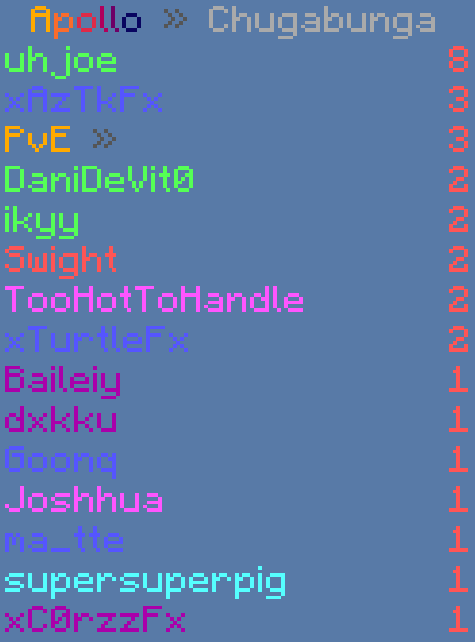 Apollo » Chugabunga
uh_joe 8
xAzTkFx 3
PvE » 3
DaniDeVit0 2
ikyy 2
Swight 2
TooHotToHandle 2
xTurtleFx 2
Baileiy 1
dxkku 1
Goonq 1
Joshhua 1
ma_tte 1
supersuperpig 1
xC0rzzFx 1